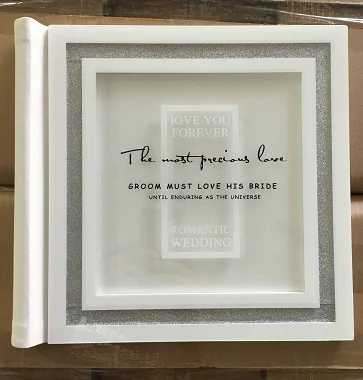 LOVE YOU
FOREVER
The most precious love
GROOM MUST LOVE HIS BRIDE
UNTIL ENDURING AS THE UNIVERSE
ROMANTIC
WEDDING